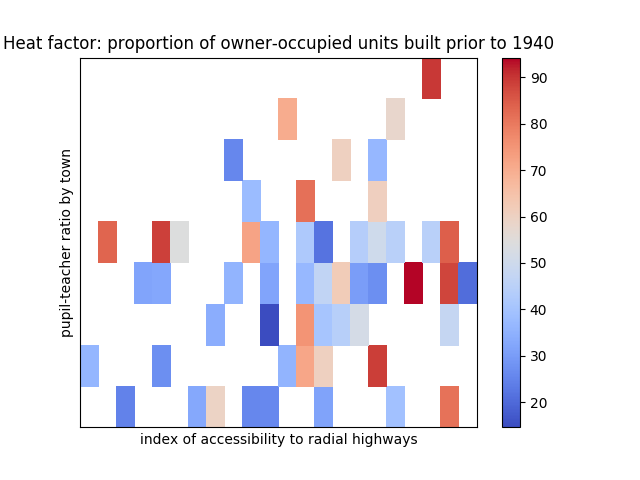 Heat factor: proportion of owner-occupied units built prior to 1940
pupil-teacher ratio by town
index of accessibility to radial highways
90
80
70
60
50
40
30
20